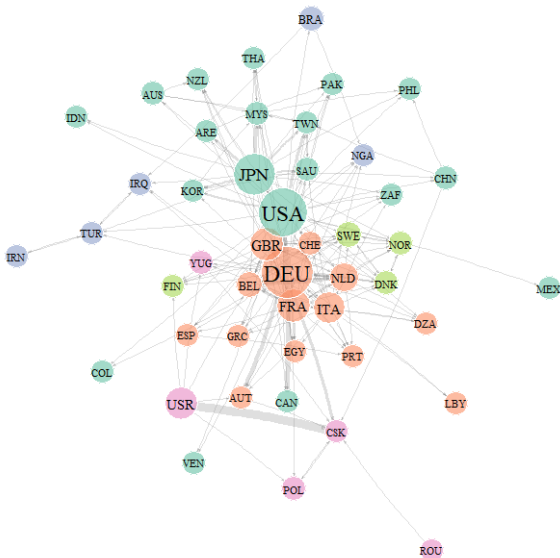 BRA
THA
NZL
PAK
PHL
AUS
MYS
IDN
TWN
ARE
NGA
SAU
JPN
CHN
IRQ
KOR
ZAF
USA
TUR
SWE
GBR
CHE
NOR
IRN
YUG
DEU
NLD
DNK
FIN
BEL
MEX
FRA
ITA
DZA
ESP
GRC
EGY
PRT
COL
AUT
CAN
USR
LBY
CSK
VEN
POL
ROU